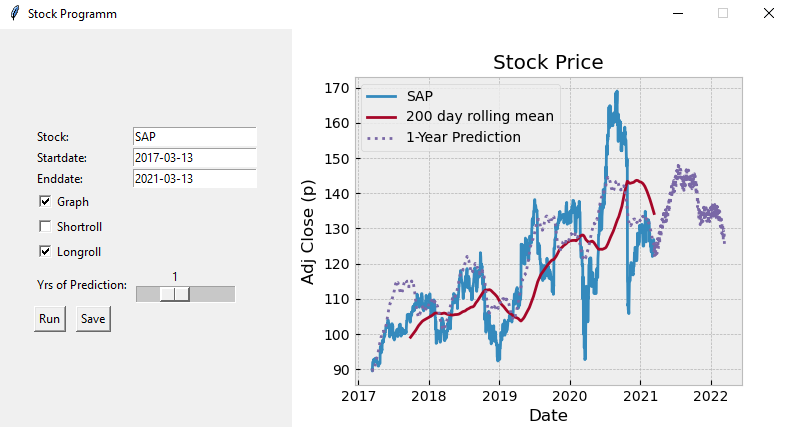 Stock Programm
Stock: SAP
Startdate: 2017-03-13
Enddate: 2021-03-13
Graph
Shortroll
Longroll
1
Yrs of Prediction:
Run Save
Stock Price
SAP
200 day rolling mean
1-Year Prediction
170
160
150
140
130
120
110
100
90
Adj Close (p)
2017 2018 2019 2020 2021 2022
Date